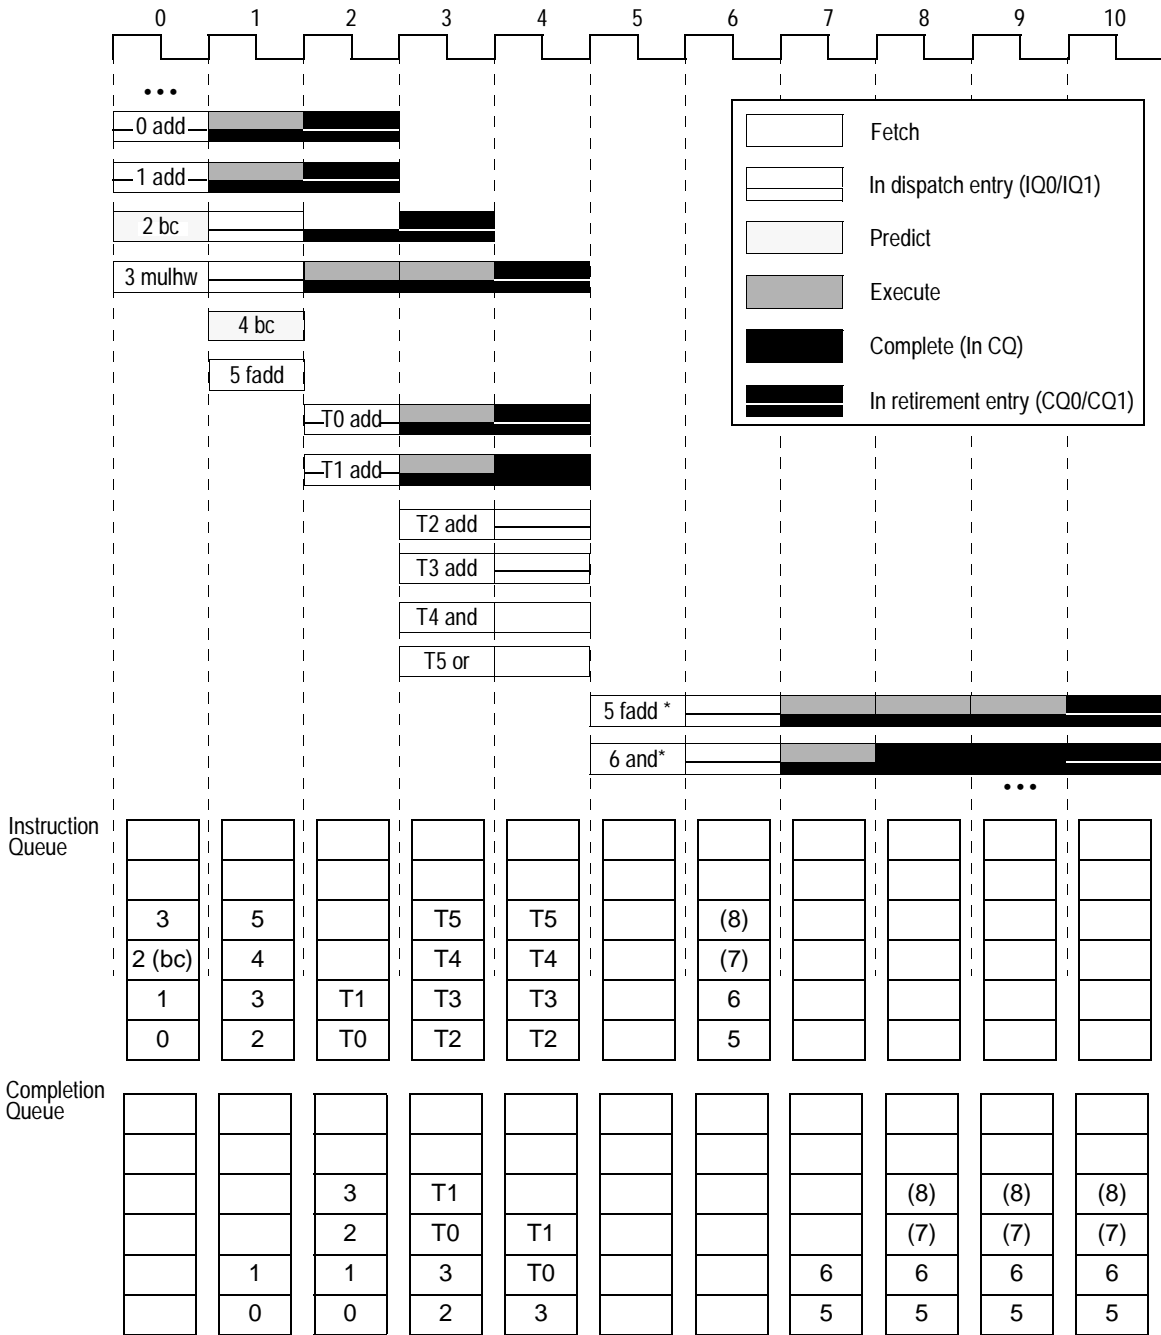 0 1 2 3 4 5 6 7 8 9 10
•••
0 add
1 add
2 bc
3 mulhw
4 bc
5 fadd
T0 add
T1 add
T2 add
T3 add
T4 and
T5 or
5 fadd *
6 and*
•••
Fetch
In dispatch entry (IQ0/IQ1)
Predict
Execute
Complete (In CQ)
In retirement entry (CQ0/CQ1)
Instruction
Queue
3 5 T5 T5 (8)
2 (bc) 4 T4 T4 (7)
1 3 T1 T3 T3 6
0 2 T0 T2 T2 5
Completion
Queue
3 T1 (8) (8) (8)
2 T0 T1 (7) (7) (7)
1 1 3 T0 6 6 6 6
0 0 2 3 5 5 5 5